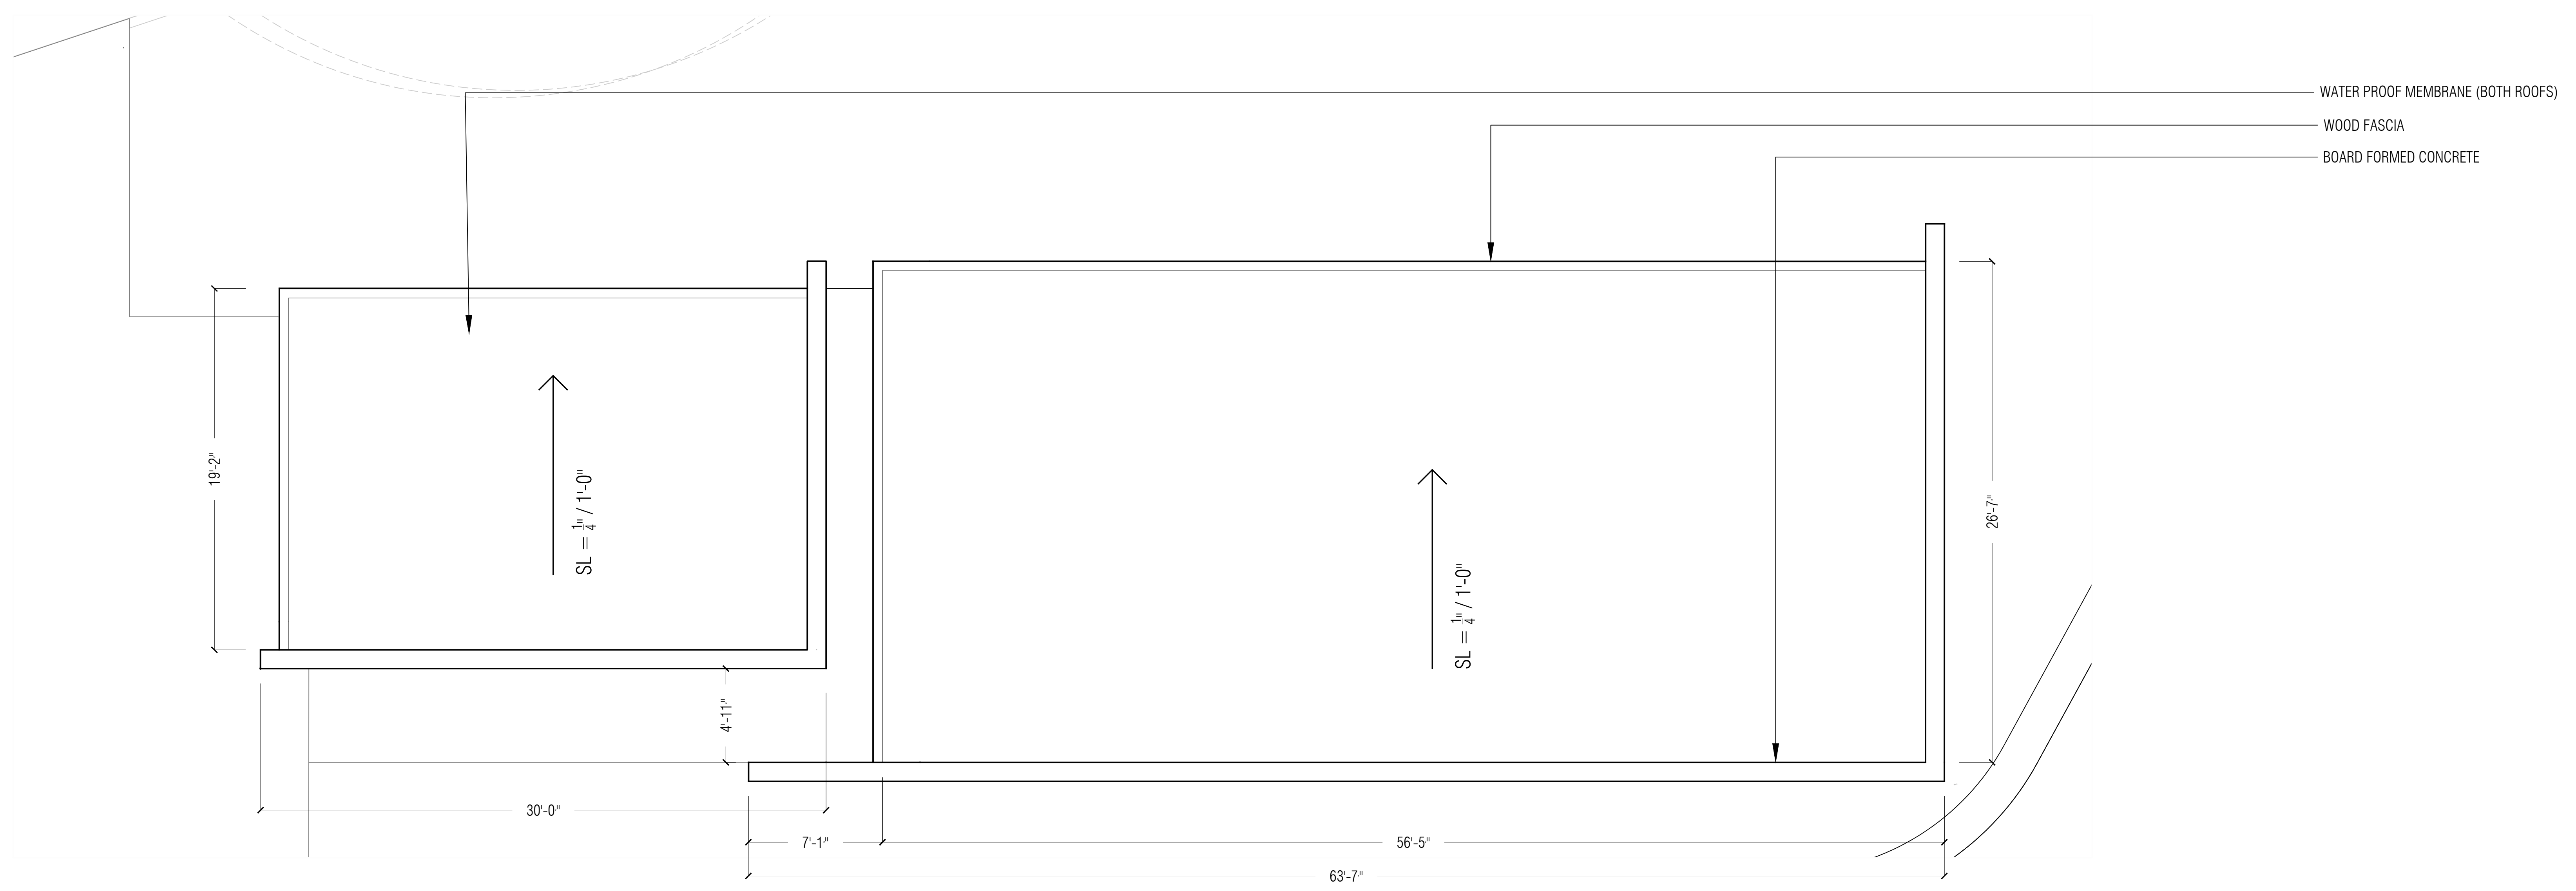 WATER PROOF MEMBRANE (BOTH ROOFS)
WOOD FASCIA
BOARD FORMED CONCRETE
19'-2"
SL = 1/4" / 1'-0"
26'-7"
SL = 1/4" / 1'-0"
4'-11"
30'-0"
7'-1"
56'-5"
63'-7"